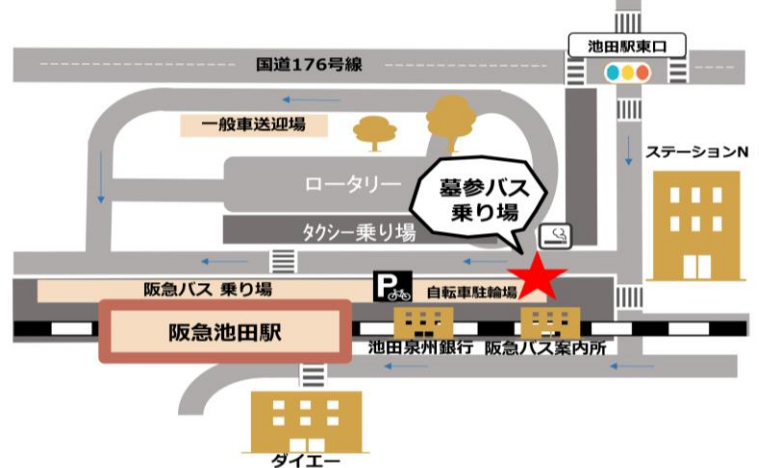 池田駅東口
国道176号線
一般車送迎場
ステーションN
ロータリー
墓参バス
乗り場
タクシー乗り場
阪急バス 乗り場
P
自転車駐輪場
阪急池田駅
池田泉州銀行
阪急バス案内所
ダイエー